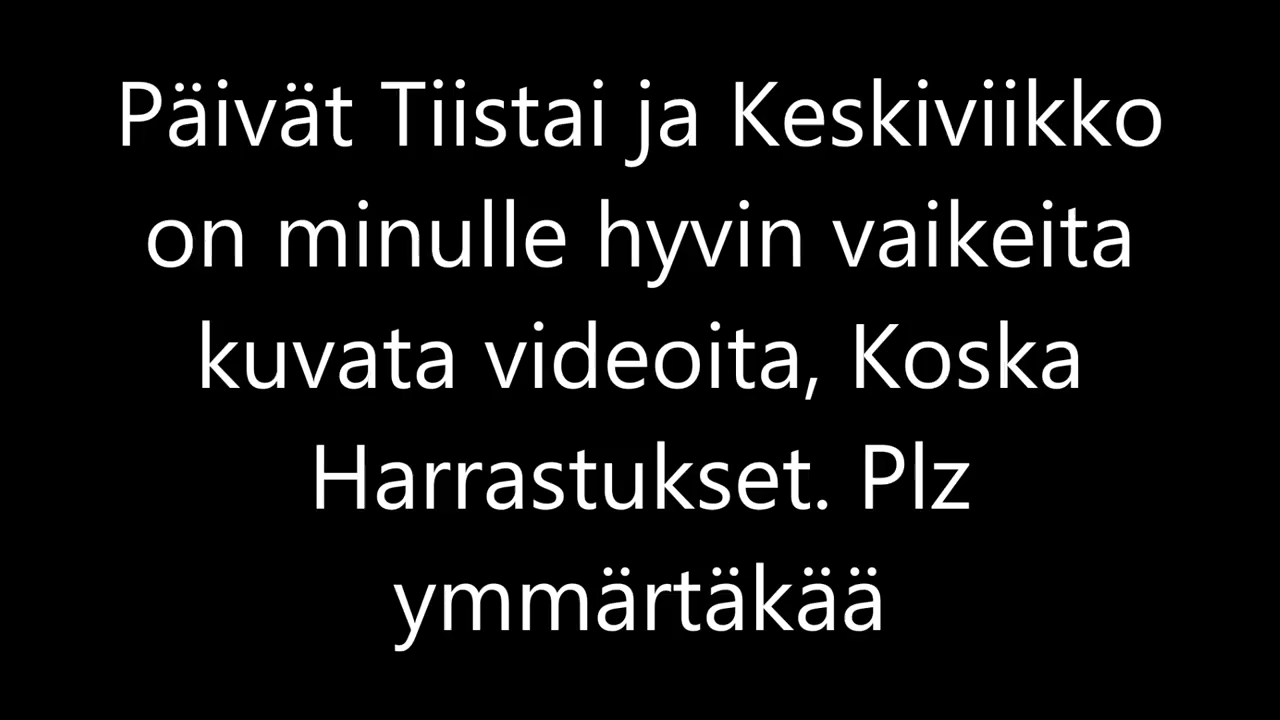 Päivät Tiistai ja Keskiviikko
on minulle hyvin vaikeita
kuvata videoita, Koska
Harrastukset. Plz
ymmärtäkää